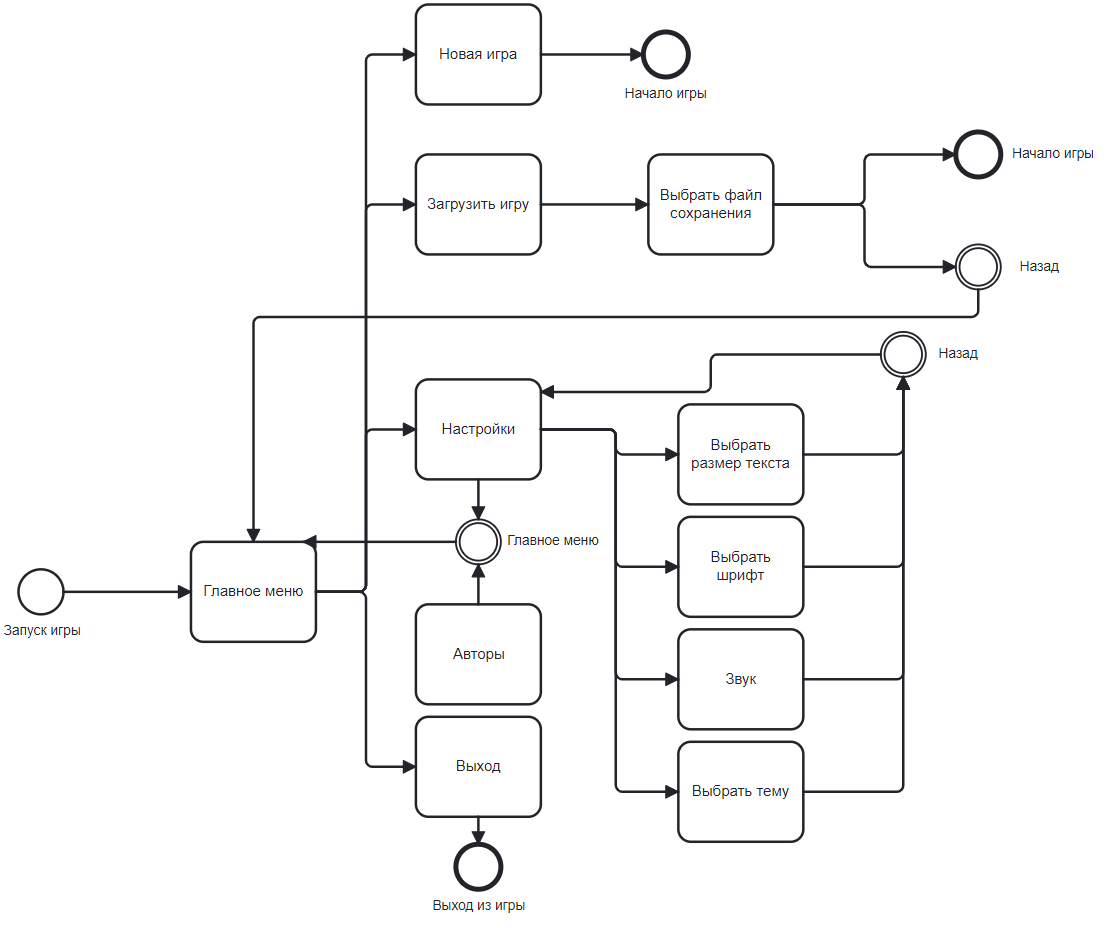 Новая игра
Начало игры
Загрузить игру
Выбрать файл
сохранения
Начало игры
Назад
Назад
Настройки
Выбрать
размер текста
Главное меню
Выбрать
шрифт
Главное меню
Запуск игры
Авторы
Звук
Выход
Выбрать тему
Выход из игры